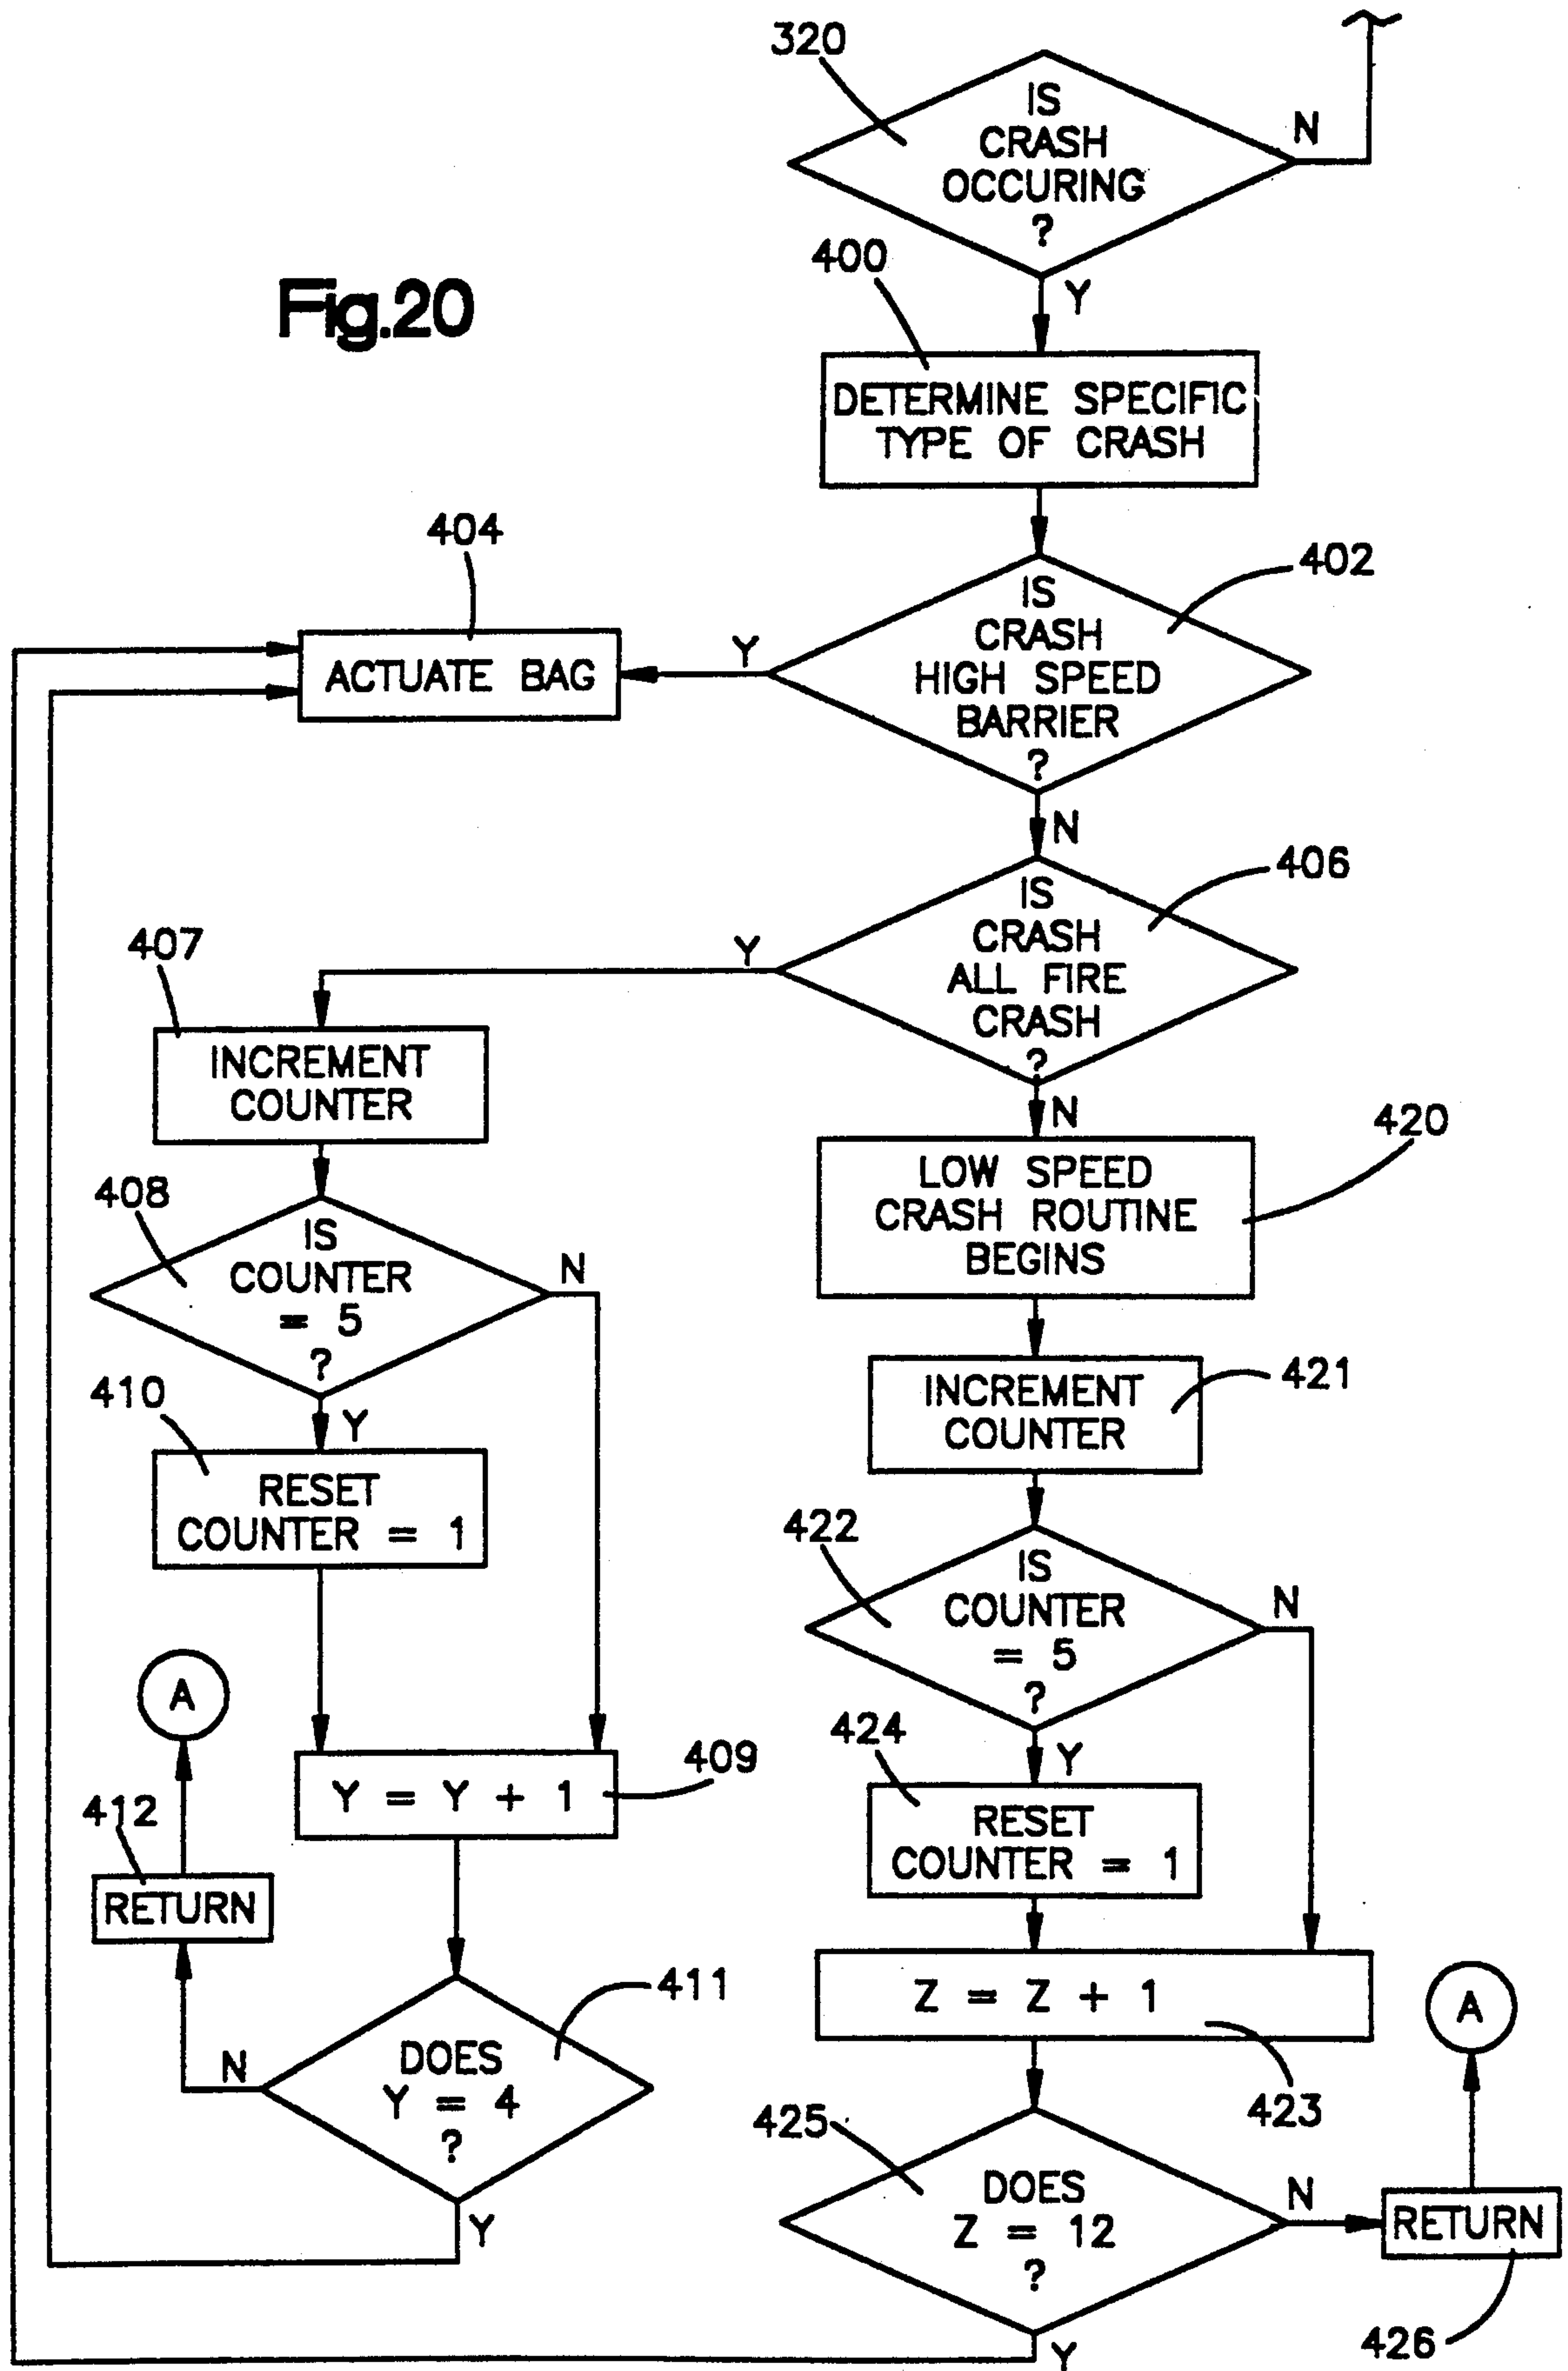 320
IS
CRASH
OCCURING
?
N
Y
Fig.20
400
DETERMINE SPECIFIC
TYPE OF CRASH
404
ACTUATE BAG
402
IS
CRASH
HIGH SPEED
BARRIER
?
Y
N
406
IS
CRASH
ALL FIRE
CRASH
?
Y
N
407
INCREMENT
COUNTER
408
IS
COUNTER
= 5
?
N
Y
410
RESET
COUNTER = 1
A
409
Y = Y + 1
412
RETURN
411
DOES
Y = 4
?
N
Y
420
LOW SPEED
CRASH ROUTINE
BEGINS
421
INCREMENT
COUNTER
422
IS
COUNTER
= 5
?
N
Y
424
RESET
COUNTER = 1
Z = Z + 1
423
A
425
DOES
Z = 12
?
N
Y
RETURN
426